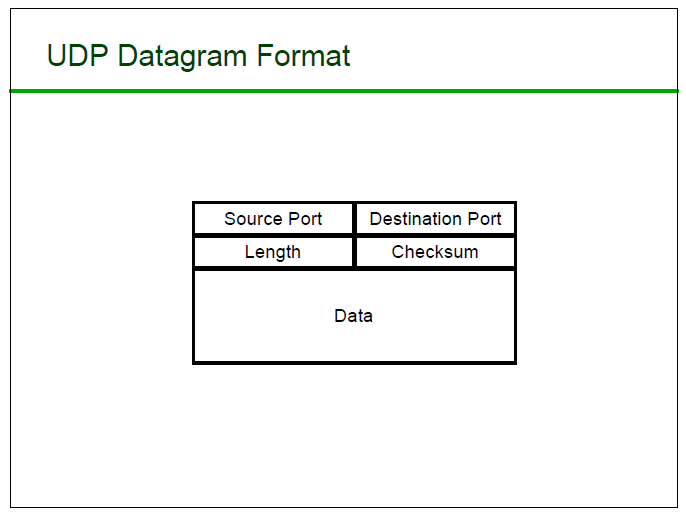 UDP Datagram Format
Source Port Destination Port
Length Checksum
Data